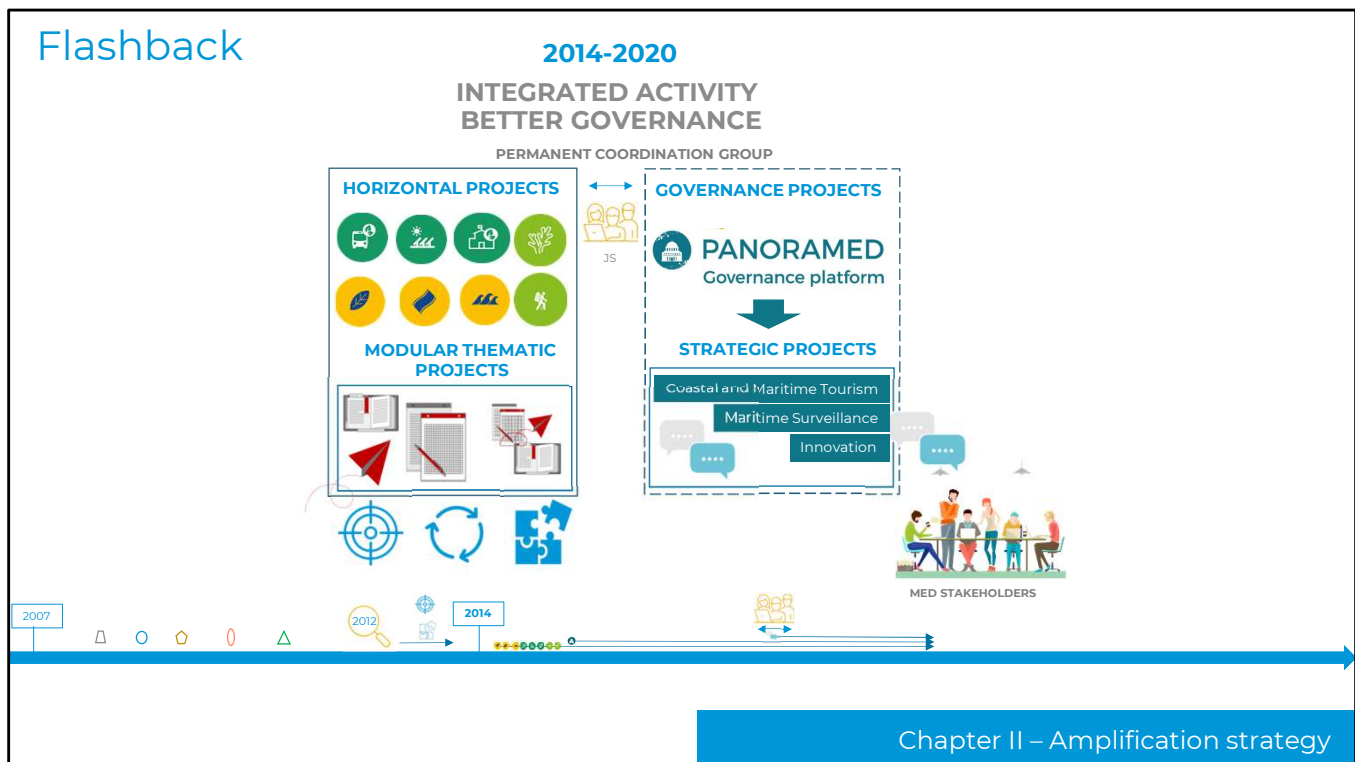 Flashback
2014-2020
INTEGRATED ACTIVITY
BETTER GOVERNANCE
PERMANENT COORDINATION GROUP
HORIZONTAL PROJECTS
GOVERNANCE PROJECTS
JS
PANORAMED
Governance platform
MODULAR THEMATIC
PROJECTS
STRATEGIC PROJECTS
Coastal and Maritime Tourism
Maritime Surveillance
Innovation
MED STAKEHOLDERS
2007
2012
2014
Chapter II – Amplification strategy